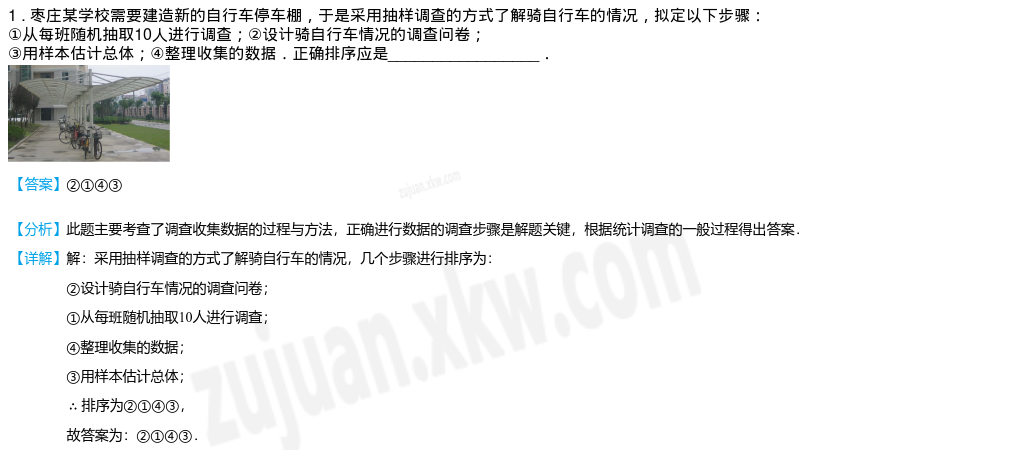 1．枣庄某学校需要建造新的自行车停车棚，于是采用抽样调查的方式了解骑自行车的情况，拟定以下步骤：
①从每班随机抽取10人进行调查；②设计骑自行车情况的调查问卷；
③用样本估计总体；④整理收集的数据．正确排序应是__________________．
【答案】②①④③
zujuan.xkw.com
【分析】此题主要考查了调查收集数据的过程与方法，正确进行数据的调查步骤是解题关键，根据统计调查的一般过程得出答案．
【详解】解：采用抽样调查的方式了解骑自行车的情况，几个步骤进行排序为：
②设计骑自行车情况的调查问卷；
①从每班随机抽取10人进行调查；
④整理收集的数据；
③用样本估计总体；
∴排序为②①④③，
故答案为：②①④③．
zujuan.xkw.com